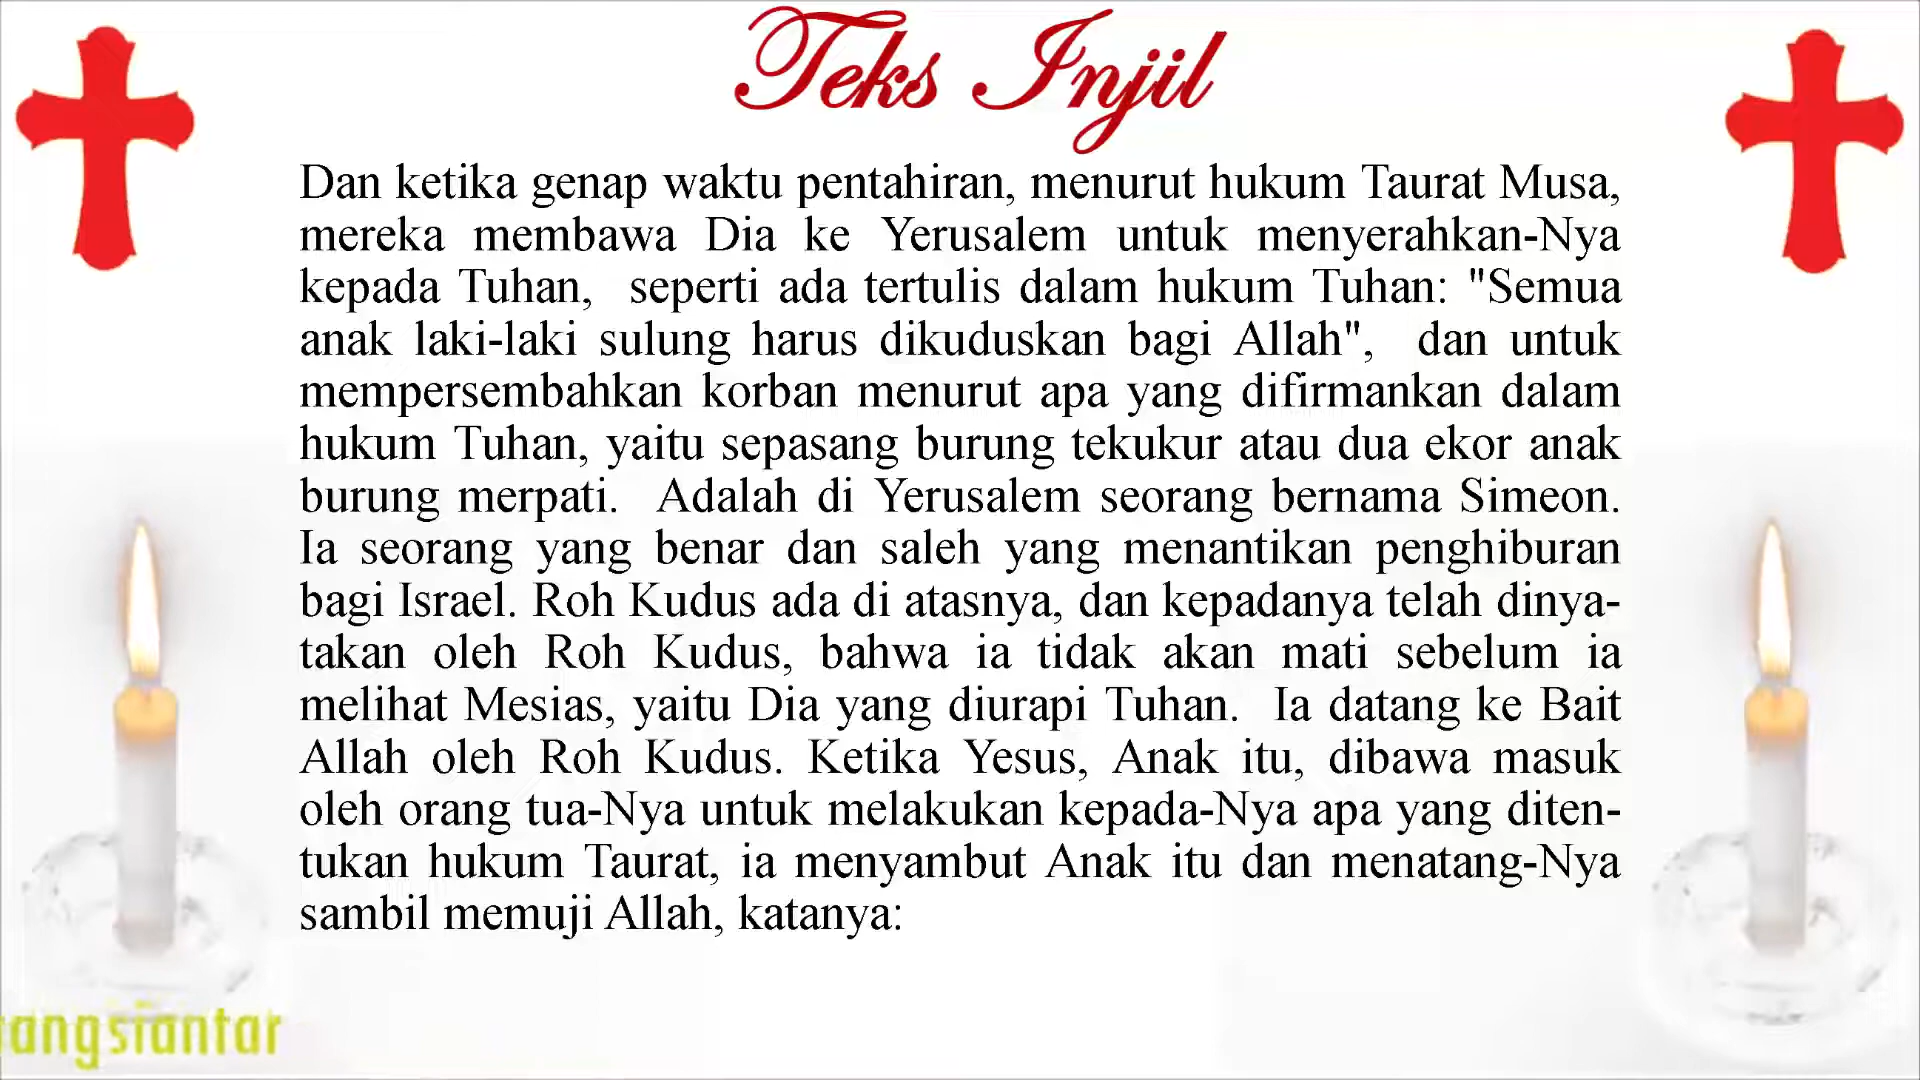 Teks Injil
Dan ketika genap waktu pentahiran, menurut hukum Taurat Musa,
mereka membawa Dia ke Yerusalem untuk menyerahkan-Nya
kepada Tuhan, seperti ada tertulis dalam hukum Tuhan: "Semua
anak laki-laki sulung harus dikuduskan bagi Allah", dan untuk
mempersembahkan korban menurut apa yang difirmankan dalam
hukum Tuhan, yaitu sepasang burung tekukur atau dua ekor anak
burung merpati. Adalah di Yerusalem seorang bernama Simeon.
Ia seorang yang benar dan saleh yang menantikan penghiburan
bagi Israel. Roh Kudus ada di atasnya, dan kepadanya telah dinya-
takan oleh Roh Kudus, bahwa ia tidak akan mati sebelum ia
melihat Mesias, yaitu Dia yang diurapi Tuhan. Ia datang ke Bait
Allah oleh Roh Kudus. Ketika Yesus, Anak itu, dibawa masuk
oleh orang tua-Nya untuk melakukan kepada-Nya apa yang diten-
tukan hukum Taurat, ia menyambut Anak itu dan menatang-Nya
sambil memuji Allah, katanya:
angsiantar